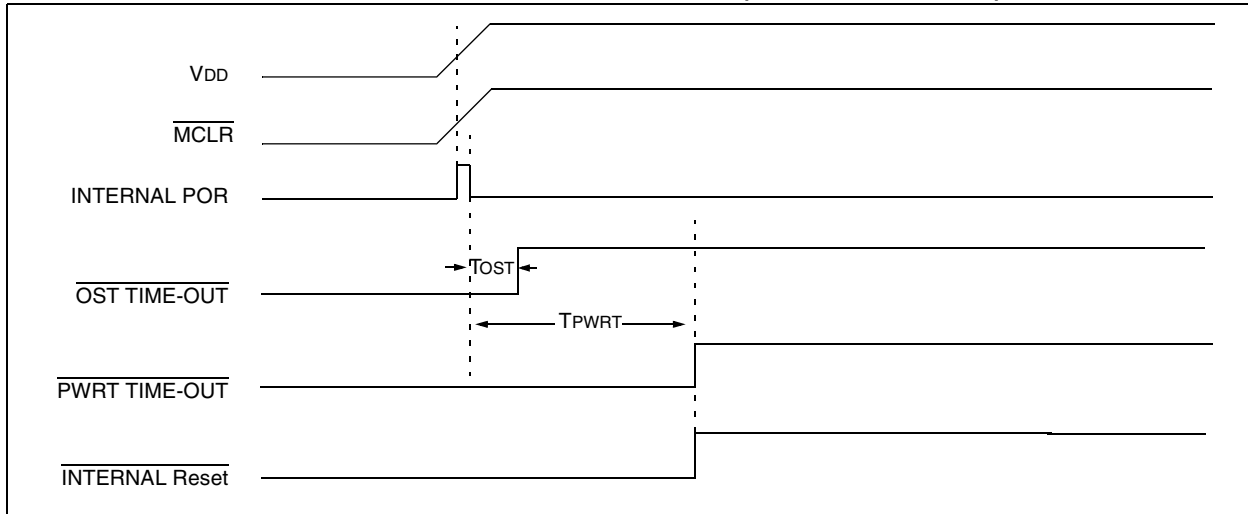 VDD
MCLR
INTERNAL POR
TOST
OST TIME-OUT
TPWRT
PWRT TIME-OUT
INTERNAL Reset